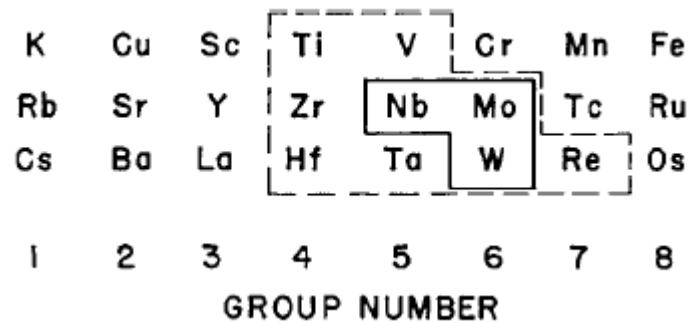 K Cu Sc Ti V Cr Mn Fe
Rb Sr Y Zr Nb Mo Tc Ru
Cs Ba La Hf Ta W Re Os
1 2 3 4 5 6 7 8
GROUP NUMBER